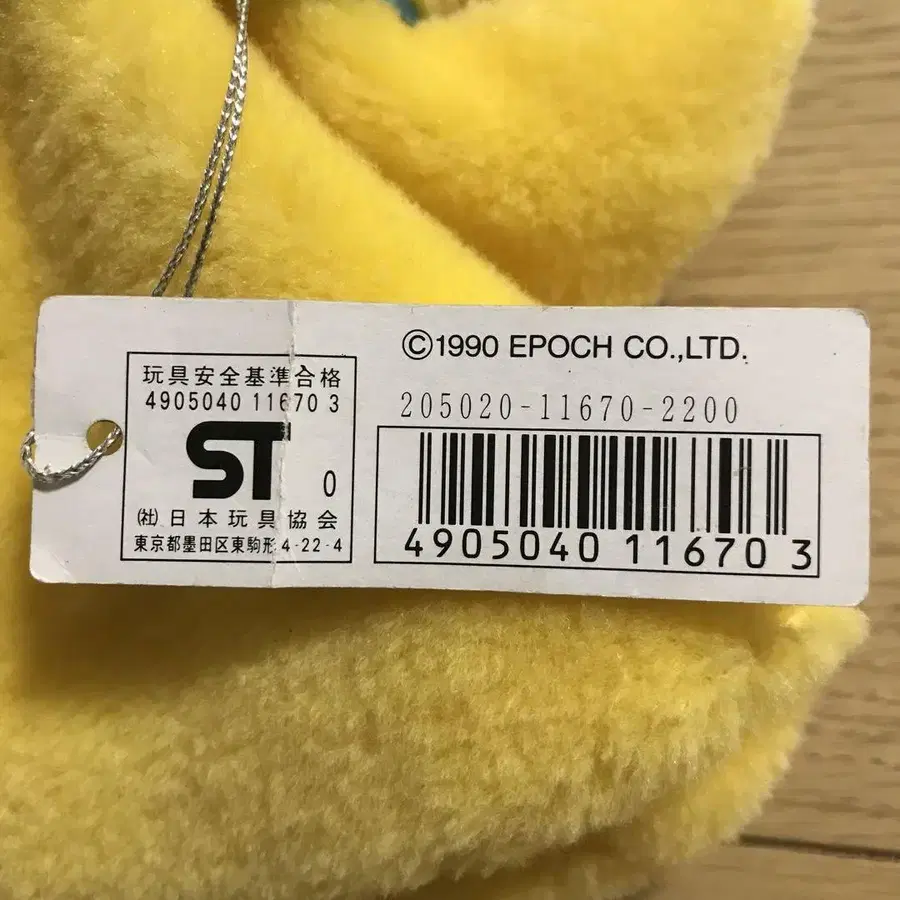 玩具安全基準合格
4905040 11670 3
ST 0
(社)日本玩具協会
東京都墨田区東駒形4-22-4
©1990 EPOCH CO.,LTD.
205020-11670-2200
4905040 116703